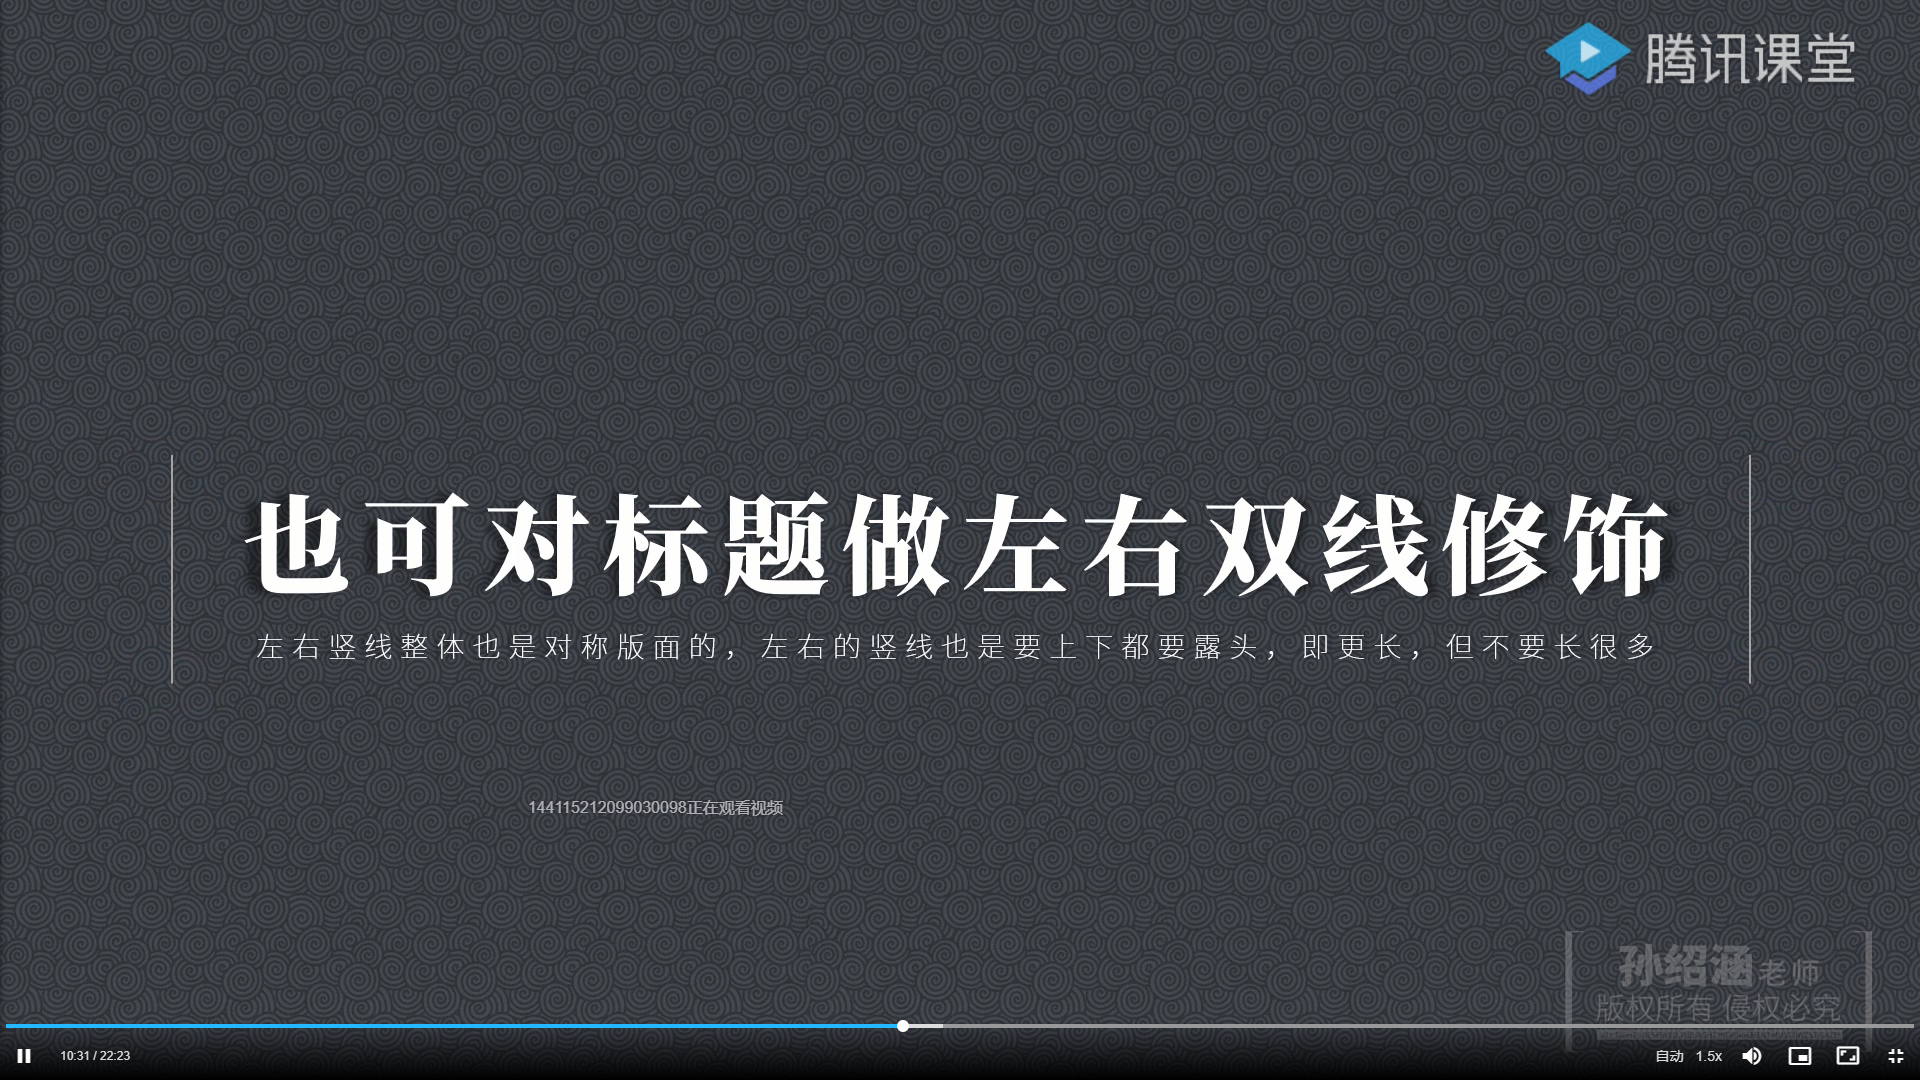 腾讯课堂
也可对标题做左右双线修饰
左右竖线整体也是对称版面的，左右的竖线也是要上下都要露头，即更长，但不要长很多
144115212099030098正在观看视频
孙绍涵老师
版权所有 侵权必究
10:31 / 22:23
自动 1.5x